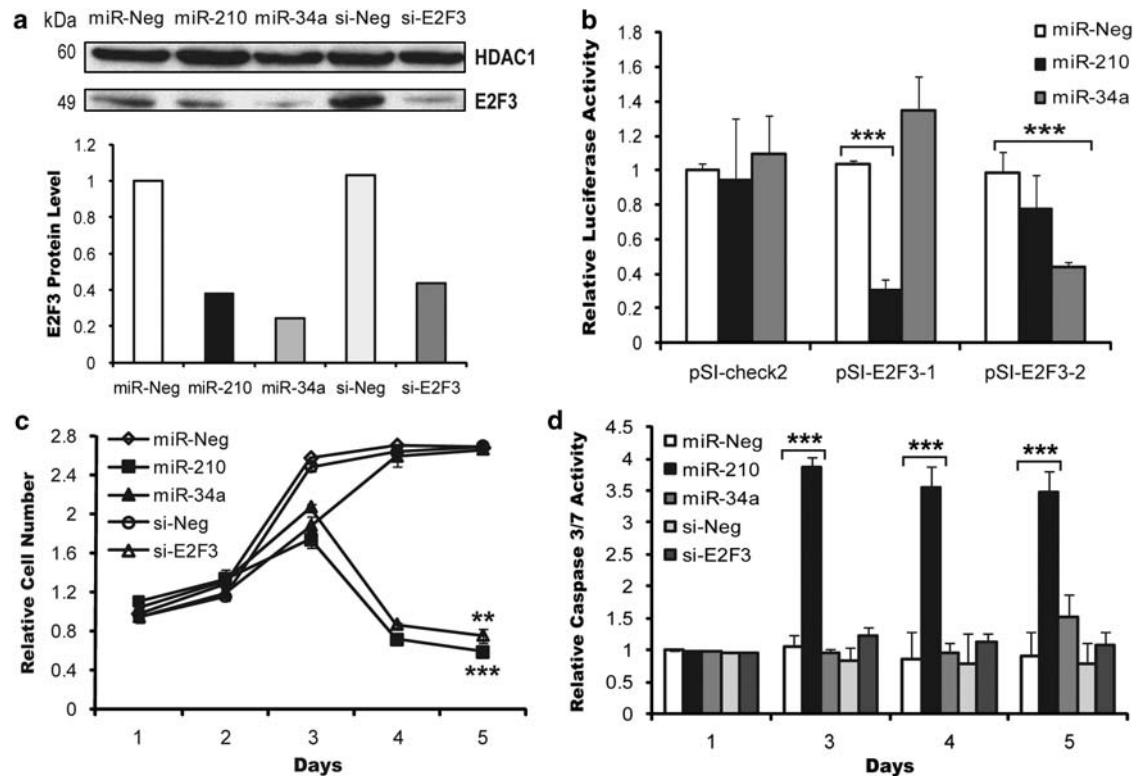 a
kDa miR-Neg miR-210 miR-34a si-Neg si-E2F3
60 HDAC1
49 E2F3
E2F3 Protein Level
1.2
1
0.8
0.6
0.4
0.2
0
miR-Neg miR-210 miR-34a si-Neg si-E2F3
b
Relative Luciferase Activity
1.8
1.6
1.4
1.2
1
0.8
0.6
0.4
0.2
0
miR-Neg
miR-210
miR-34a
*** ***
pSI-check2 pSI-E2F3-1 pSI-E2F3-2
c
Relative Cell Number
2.8
2.4
2
1.6
1.2
0.8
0.4
0
miR-Neg
miR-210
miR-34a
si-Neg
si-E2F3
**
***
1 2 3 4 5
Days
d
Relative Caspase 3/7 Activity
4.5
4
3.5
3
2.5
2
1.5
1
0.5
0
miR-Neg
miR-210
miR-34a
si-Neg
si-E2F3
*** *** ***
1 3 4 5
Days